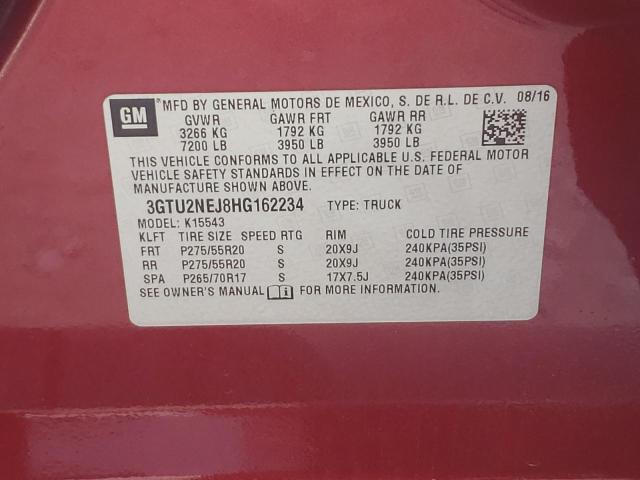 GM MFD BY GENERAL MOTORS DE MEXICO, S. DE R.L. DE C.V. 08/16
GVWR GAWR FRT GAWR RR
3266 KG 1792 KG 1792 KG
7200 LB 3950 LB 3950 LB
THIS VEHICLE CONFORMS TO ALL APPLICABLE U.S. FEDERAL MOTOR
VEHICLE SAFETY STANDARDS IN EFFECT ON THE DATE OF
MANUFACTURE SHOWN ABOVE.
3GTU2NEJ8HG162234 TYPE: TRUCK
MODEL: K15543
KLFT TIRE SIZE SPEED RTG RIM COLD TIRE PRESSURE
FRT P275/55R20 S 20X9J 240KPA(35PSI)
RR P275/55R20 S 20X9J 240KPA(35PSI)
SPA P265/70R17 S 17X7.5J 240KPA(35PSI)
SEE OWNER'S MANUAL FOR MORE INFORMATION.